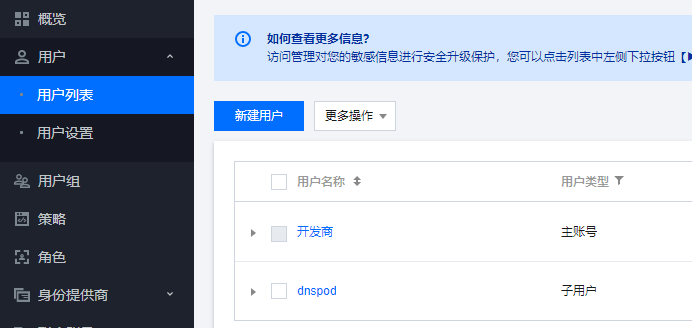 概览
用户
用户列表
用户设置
用户组
策略
角色
身份提供商
如何查看更多信息?
访问管理对您的敏感信息进行安全升级保护，您可以点击列表中左侧下拉按钮【▶
新建用户
更多操作
用户名称
用户类型
开发商
主账号
dnspod
子用户